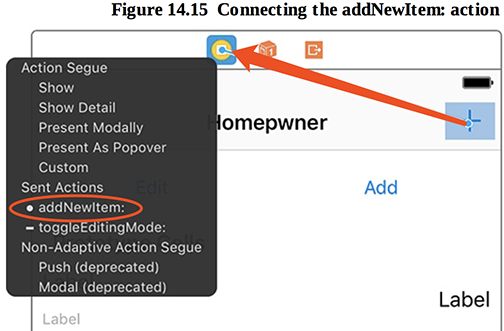 Figure 14.15  Connecting the addNewItem: action
Action Segue
Show
Show Detail
Present Modally
Present As Popover
Custom
Sent Actions
addNewItem:
toggleEditingMode:
Non-Adaptive Action Segue
Push (deprecated)
Modal (deprecated)
1
Homepwner
Edit
Add
Label
Label